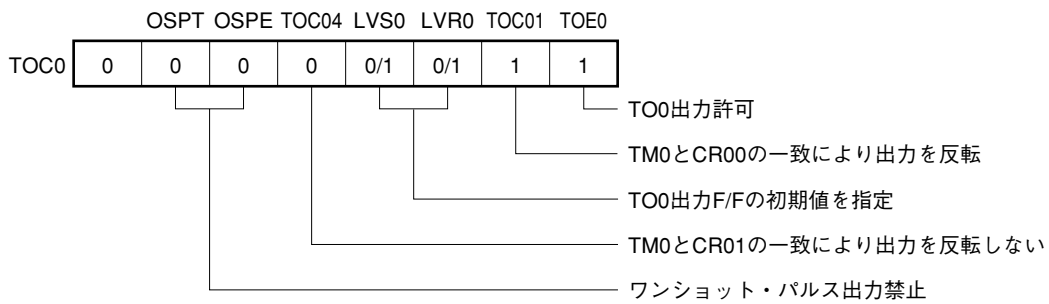 OSPT OSPE TOC04 LVS0 LVR0 TOC01 TOE0
TOC0 0 0 0 0 0/1 0/1 1 1
TO0出力許可
TM0とCR00の一致により出力を反転
TO0出力F/Fの初期値を指定
TM0とCR01の一致により出力を反転しない
ワンショット・パルス出力禁止